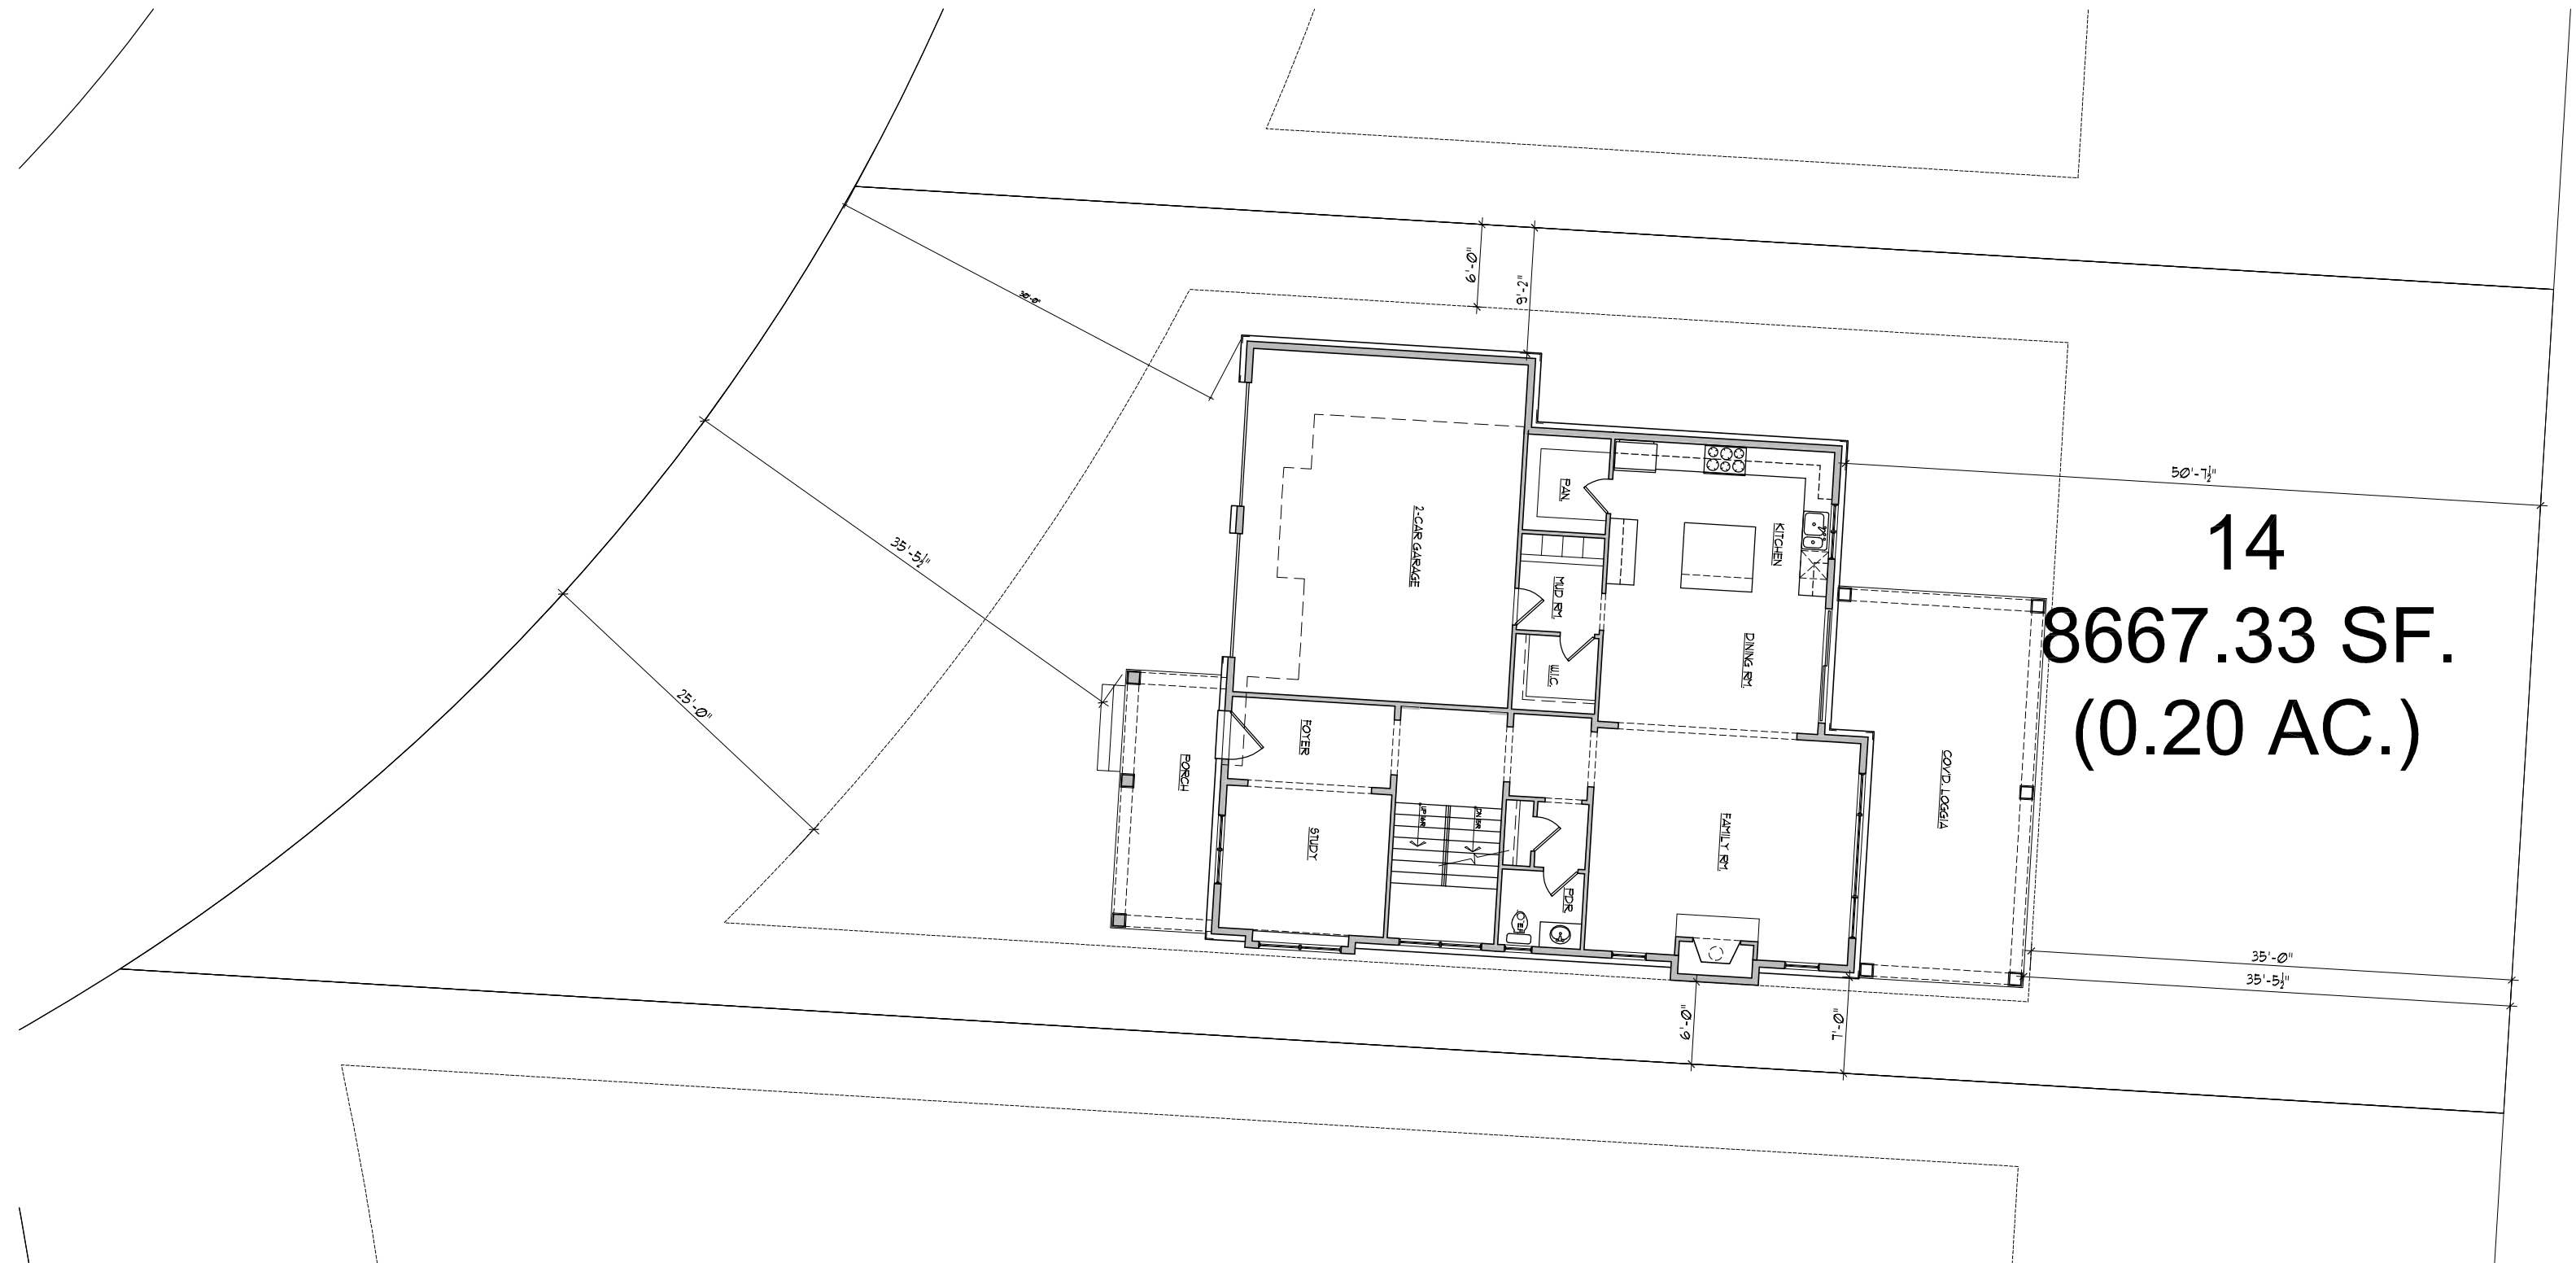 30'-0"
6'-0"
9'-2"
50'-7½"
35'-5½"
25'-0"
2-CAR GARAGE
PAN.
KITCHEN
MUD RM.
DINING RM.
W.I.C.
FOYER
PORCH
STUDY
PDR.
FAMILY RM.
COV'D. LOGGIA
14
8667.33 SF.
(0.20 AC.)
35'-0"
35'-5½"
6'-0"
7'-0"